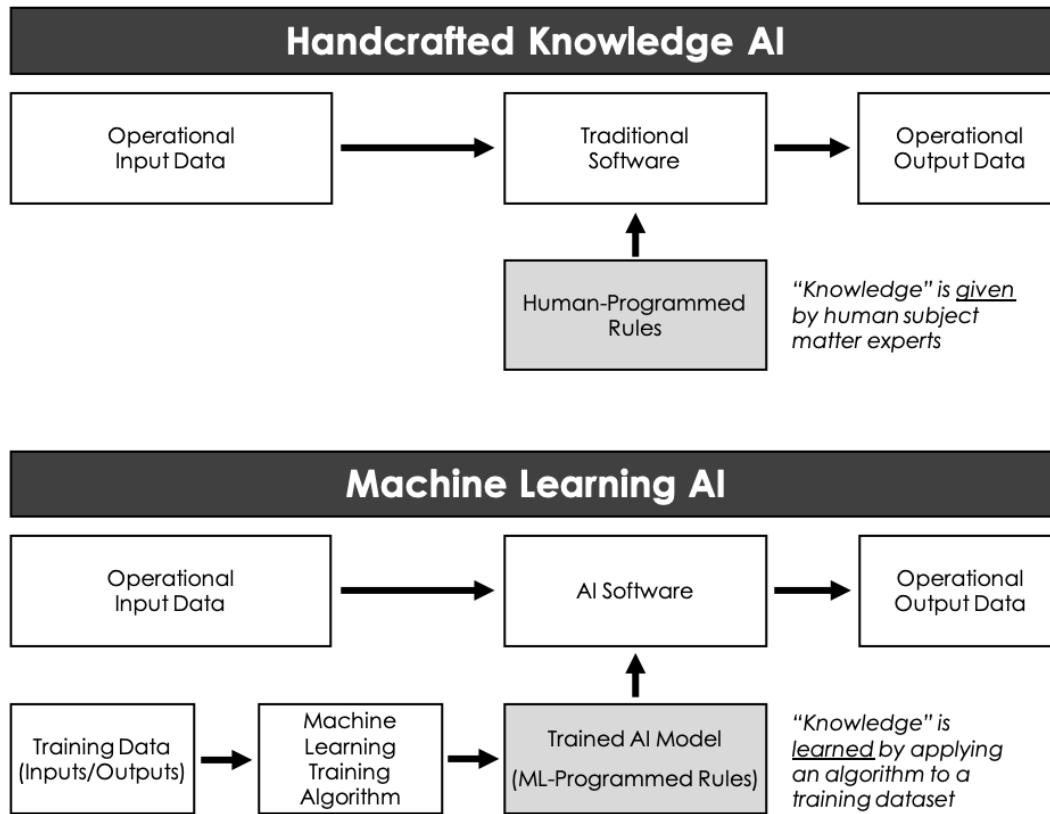 Handcrafted Knowledge AI
Operational
Input Data
Traditional
Software
Operational
Output Data
Human-Programmed
Rules
“Knowledge” is given
by human subject
matter experts
Machine Learning AI
Operational
Input Data
AI Software
Operational
Output Data
Training Data
(Inputs/Outputs)
Machine
Learning
Training
Algorithm
Trained AI Model
(ML-Programmed Rules)
“Knowledge” is
learned by applying
an algorithm to a
training dataset